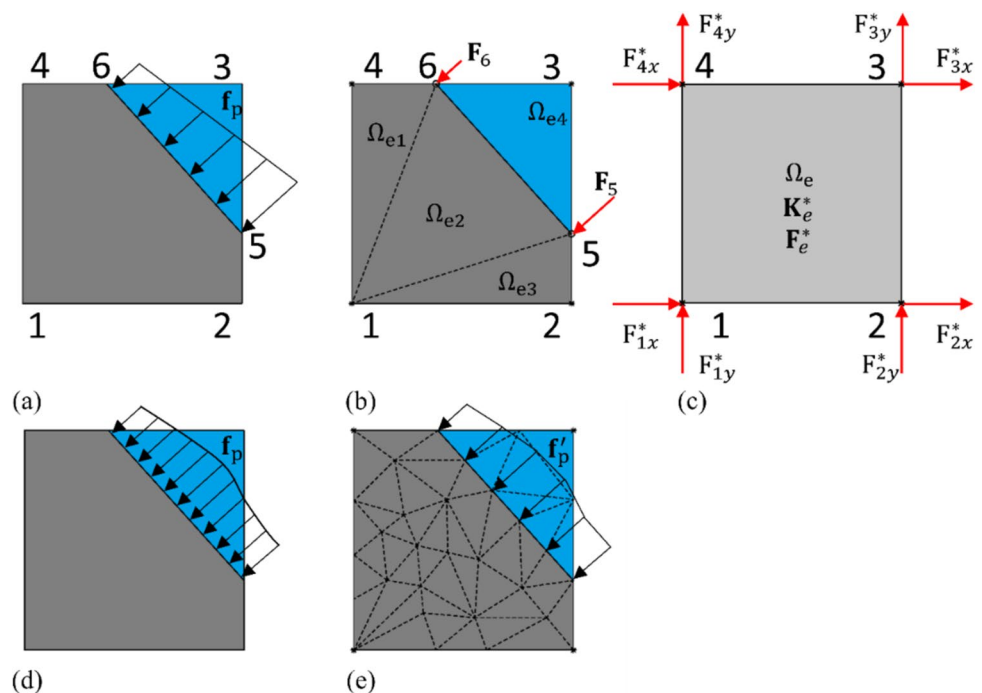 4 6 3
f_p
5
1 2
(a)
4 6 F_6 3
Ω_e1 Ω_e4
Ω_e2 F_5
5
Ω_e3
1 2
(b)
F*_4y F*_3y
F*_4x 4 3 F*_3x
Ω_e
K*_e
F*_e
1 2
F*_1x F*_2x
F*_1y F*_2y
(c)
f_p
(d)
f'_p
(e)